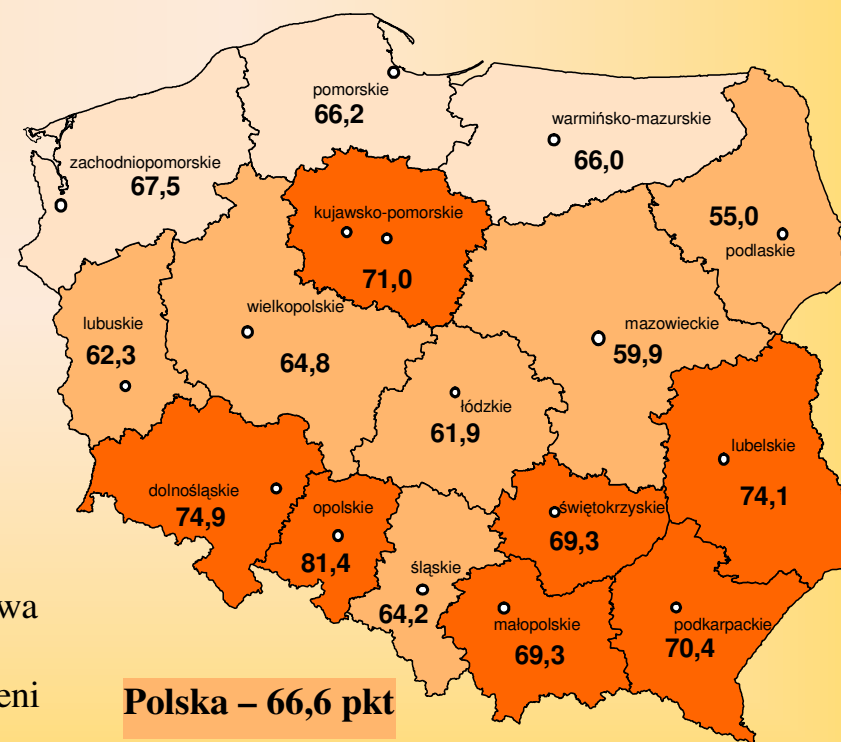 pomorskie
66,2
warmińsko-mazurskie
66,0
zachodniopomorskie
67,5
kujawsko-pomorskie
71,0
55,0
podlaskie
lubuskie
62,3
wielkopolskie
64,8
mazowieckie
59,9
łódzkie
61,9
lubelskie
74,1
dolnośląskie
74,9
opolskie
81,4
świętokrzyskie
69,3
śląskie
64,2
małopolskie
69,3
podkarpackie
70,4
wa
eni
Polska – 66,6 pkt